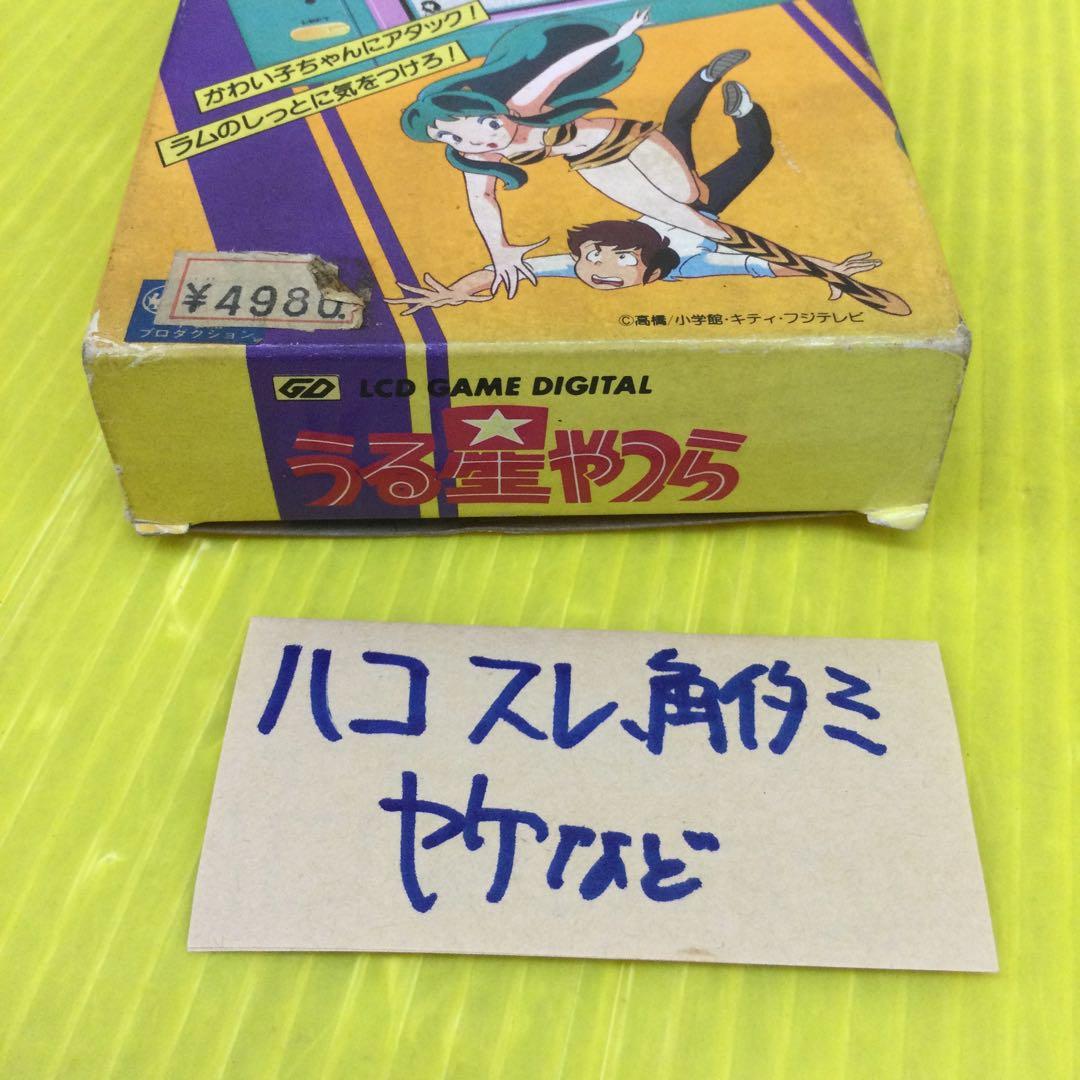 かわい子ちゃんにアタック！
ラムのしっとに気をつけろ！
¥4980.
プロダクション
©高橋/小学館・キティ・フジテレビ
GD LCD GAME DIGITAL
うる星やつら
ハコ スレ、角イタミ
ヤケなど